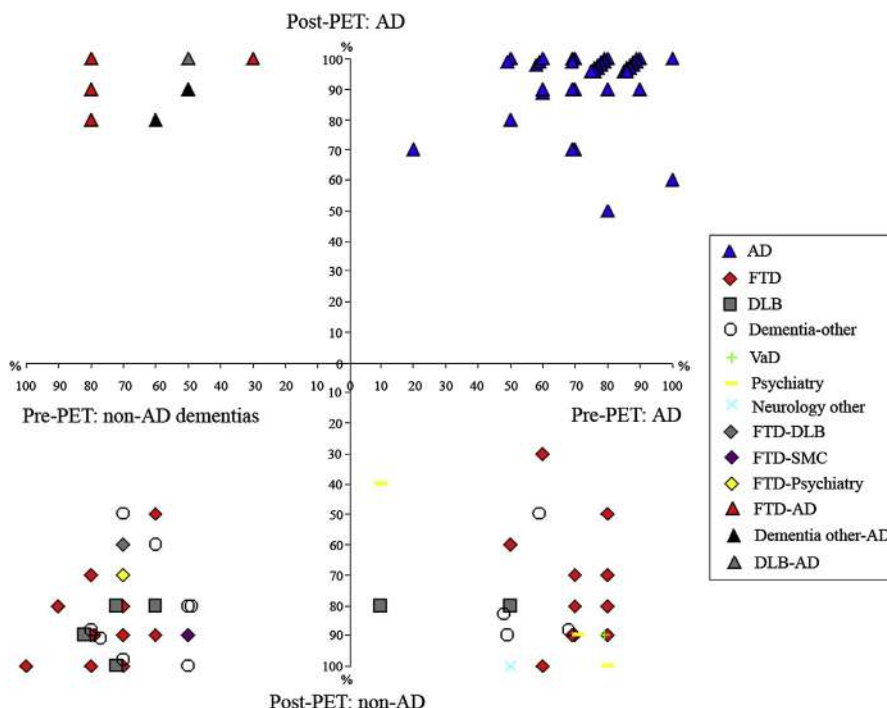 Post-PET: AD
%
100
90
80
70
60
50
40
30
20
10
0
%
%
100 90 80 70 60 50 40 30 20 10 0 10 20 30 40 50 60 70 80 90 100
Pre-PET: non-AD dementias
Pre-PET: AD
10
20
30
40
50
60
70
80
90
100
%
Post-PET: non-AD
AD
FTD
DLB
Dementia-other
VaD
Psychiatry
Neurology other
FTD-DLB
FTD-SMC
FTD-Psychiatry
FTD-AD
Dementia other-AD
DLB-AD